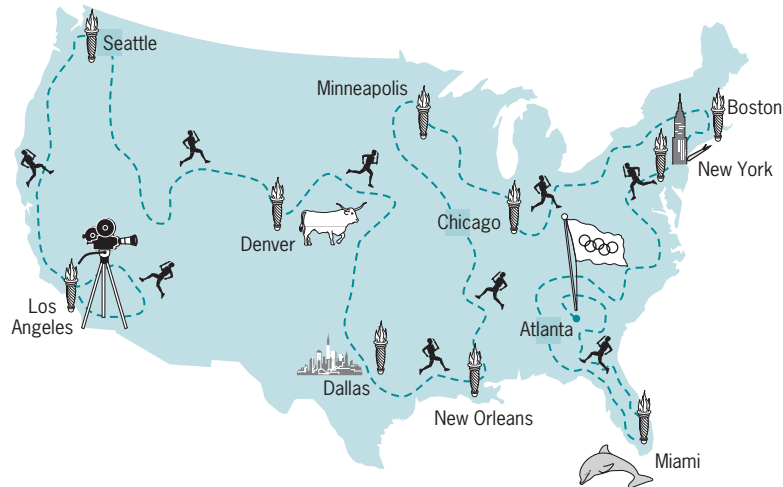 Seattle
Minneapolis
Boston
New York
Denver
Chicago
Los
Angeles
Atlanta
Dallas
New Orleans
Miami